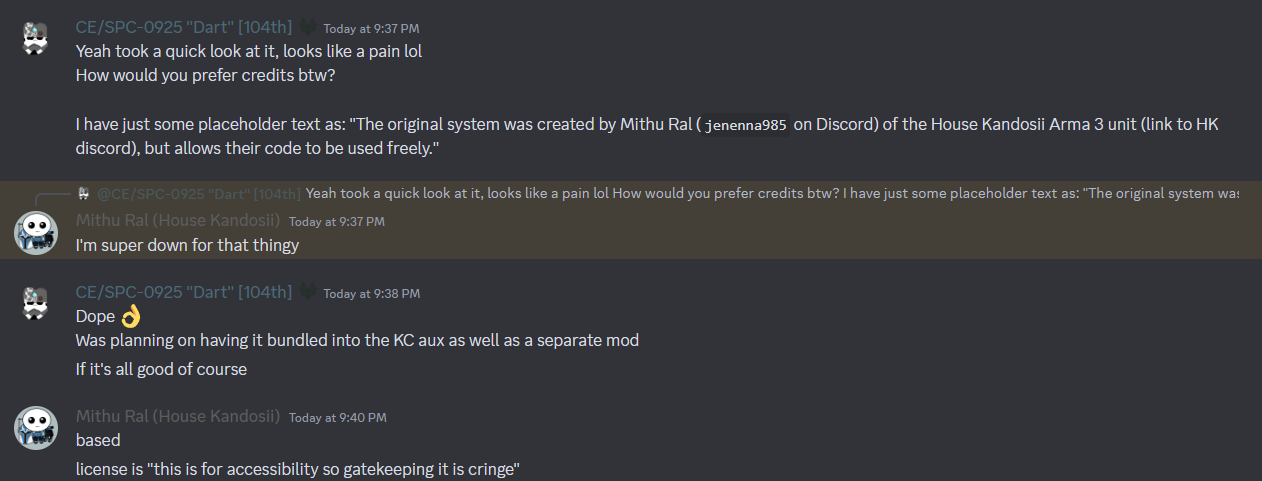 CE/SPC-0925 "Dart" [104th] Today at 9:37 PM
Yeah took a quick look at it, looks like a pain lol
How would you prefer credits btw?
I have just some placeholder text as: "The original system was created by Mithu Ral ( jenenna985 on Discord) of the House Kandosii Arma 3 unit (link to HK
discord), but allows their code to be used freely."
@CE/SPC-0925 "Dart" [104th] Yeah took a quick look at it, looks like a pain lol How would you prefer credits btw? I have just some placeholder text as: "The original system was
Mithu Ral (House Kandosii) Today at 9:37 PM
I'm super down for that thingy
CE/SPC-0925 "Dart" [104th] Today at 9:38 PM
Dope 👌
Was planning on having it bundled into the KC aux as well as a separate mod
If it's all good of course
Mithu Ral (House Kandosii) Today at 9:40 PM
based
license is "this is for accessibility so gatekeeping it is cringe"